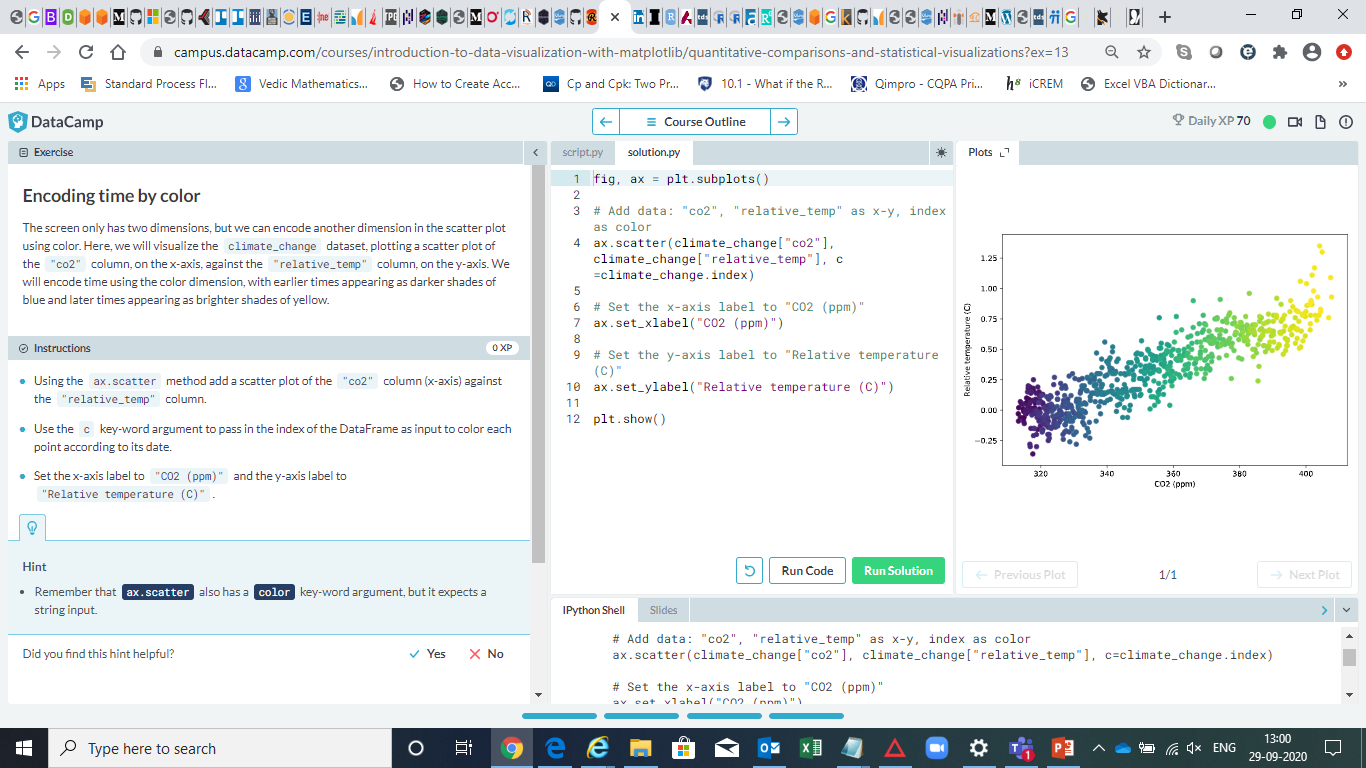 campus.datacamp.com/courses/introduction-to-data-visualization-with-matplotlib/quantitative-comparisons-and-statistical-visualizations?ex=13
Apps
Standard Process Fl...
Vedic Mathematics...
How to Create Acc...
Cp and Cpk: Two Pr...
10.1 - What if the R...
Qimpro - CQPA Pri...
iCREM
Excel VBA Dictionar...
»
DataCamp
Course Outline
Daily XP 70
Exercise
Encoding time by color
The screen only has two dimensions, but we can encode another dimension in the scatter plot
using color. Here, we will visualize the climate_change dataset, plotting a scatter plot of
the "co2" column, on the x-axis, against the "relative_temp" column, on the y-axis. We
will encode time using the color dimension, with earlier times appearing as darker shades of
blue and later times appearing as brighter shades of yellow.
Instructions
0 XP
• Using the ax.scatter method add a scatter plot of the "co2" column (x-axis) against
the "relative_temp" column.
• Use the c key-word argument to pass in the index of the DataFrame as input to color each
point according to its date.
• Set the x-axis label to "CO2 (ppm)" and the y-axis label to
"Relative temperature (C)" .
Hint
• Remember that ax.scatter also has a color key-word argument, but it expects a
string input.
Did you find this hint helpful?
Yes
No
script.py
solution.py
1 fig, ax = plt.subplots()
2
3 # Add data: "co2", "relative_temp" as x-y, index
as color
4 ax.scatter(climate_change["co2"],
climate_change["relative_temp"], c
=climate_change.index)
5
6 # Set the x-axis label to "CO2 (ppm)"
7 ax.set_xlabel("CO2 (ppm)")
8
9 # Set the y-axis label to "Relative temperature
(C)"
10 ax.set_ylabel("Relative temperature (C)")
11
12 plt.show()
Run Code
Run Solution
Plots
Relative temperature (C)
1.25
1.00
0.75
0.50
0.25
0.00
−0.25
320 340 360 380 400
CO2 (ppm)
Previous Plot
1/1
Next Plot
IPython Shell
Slides
# Add data: "co2", "relative_temp" as x-y, index as color
ax.scatter(climate_change["co2"], climate_change["relative_temp"], c=climate_change.index)
# Set the x-axis label to "CO2 (ppm)"
ax.set_xlabel("CO2 (ppm)")
Type here to search
ENG
13:00
29-09-2020